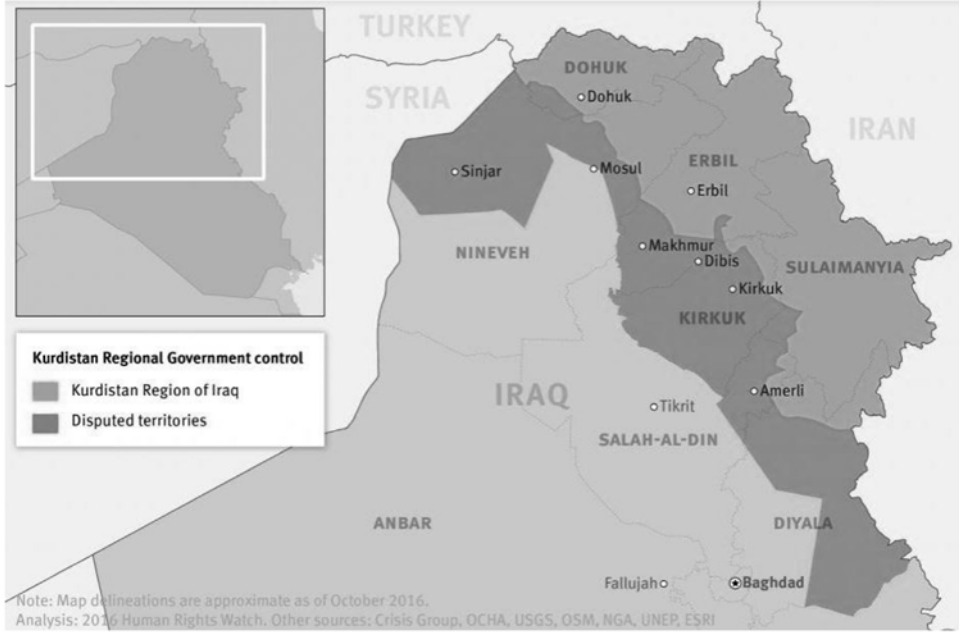 TURKEY
DOHUK
Dohuk
SYRIA
IRAN
ERBIL
Mosul
Sinjar
Erbil
Makhmur
NINEVEH
Dibis
SULAIMANYIA
Kirkuk
KIRKUK
Kurdistan Regional Government control
Kurdistan Region of Iraq
Disputed territories
IRAQ
Amerli
Tikrit
SALAH-AL-DIN
ANBAR
DIYALA
Fallujah
Baghdad
Note: Map delineations are approximate as of October 2016.
Analysis: 2016 Human Rights Watch. Other sources: Crisis Group, OCHA, USGS, OSM, NGA, UNEP, ESRI